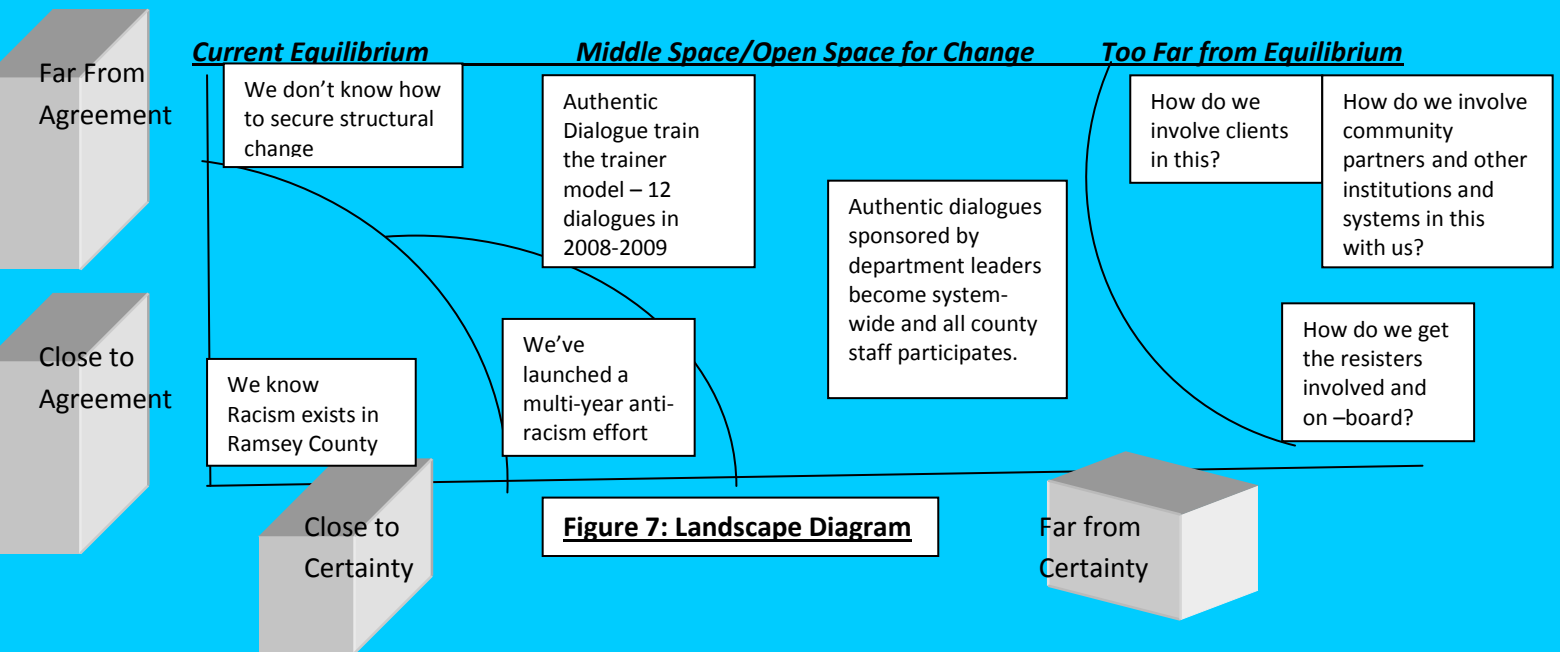 Current Equilibrium
Middle Space/Open Space for Change
Too Far from Equilibrium
Far From
Agreement
We don’t know how
to secure structural
change
Authentic
Dialogue train
the trainer
model – 12
dialogues in
2008-2009
Authentic dialogues
sponsored by
department leaders
become system-
wide and all county
staff participates.
How do we
involve clients
in this?
How do we involve
community
partners and other
institutions and
systems in this
with us?
Close to
Agreement
We know
Racism exists in
Ramsey County
We’ve
launched a
multi-year anti-
racism effort
How do we get
the resisters
involved and
on –board?
Close to
Certainty
Figure 7: Landscape Diagram
Far from
Certainty